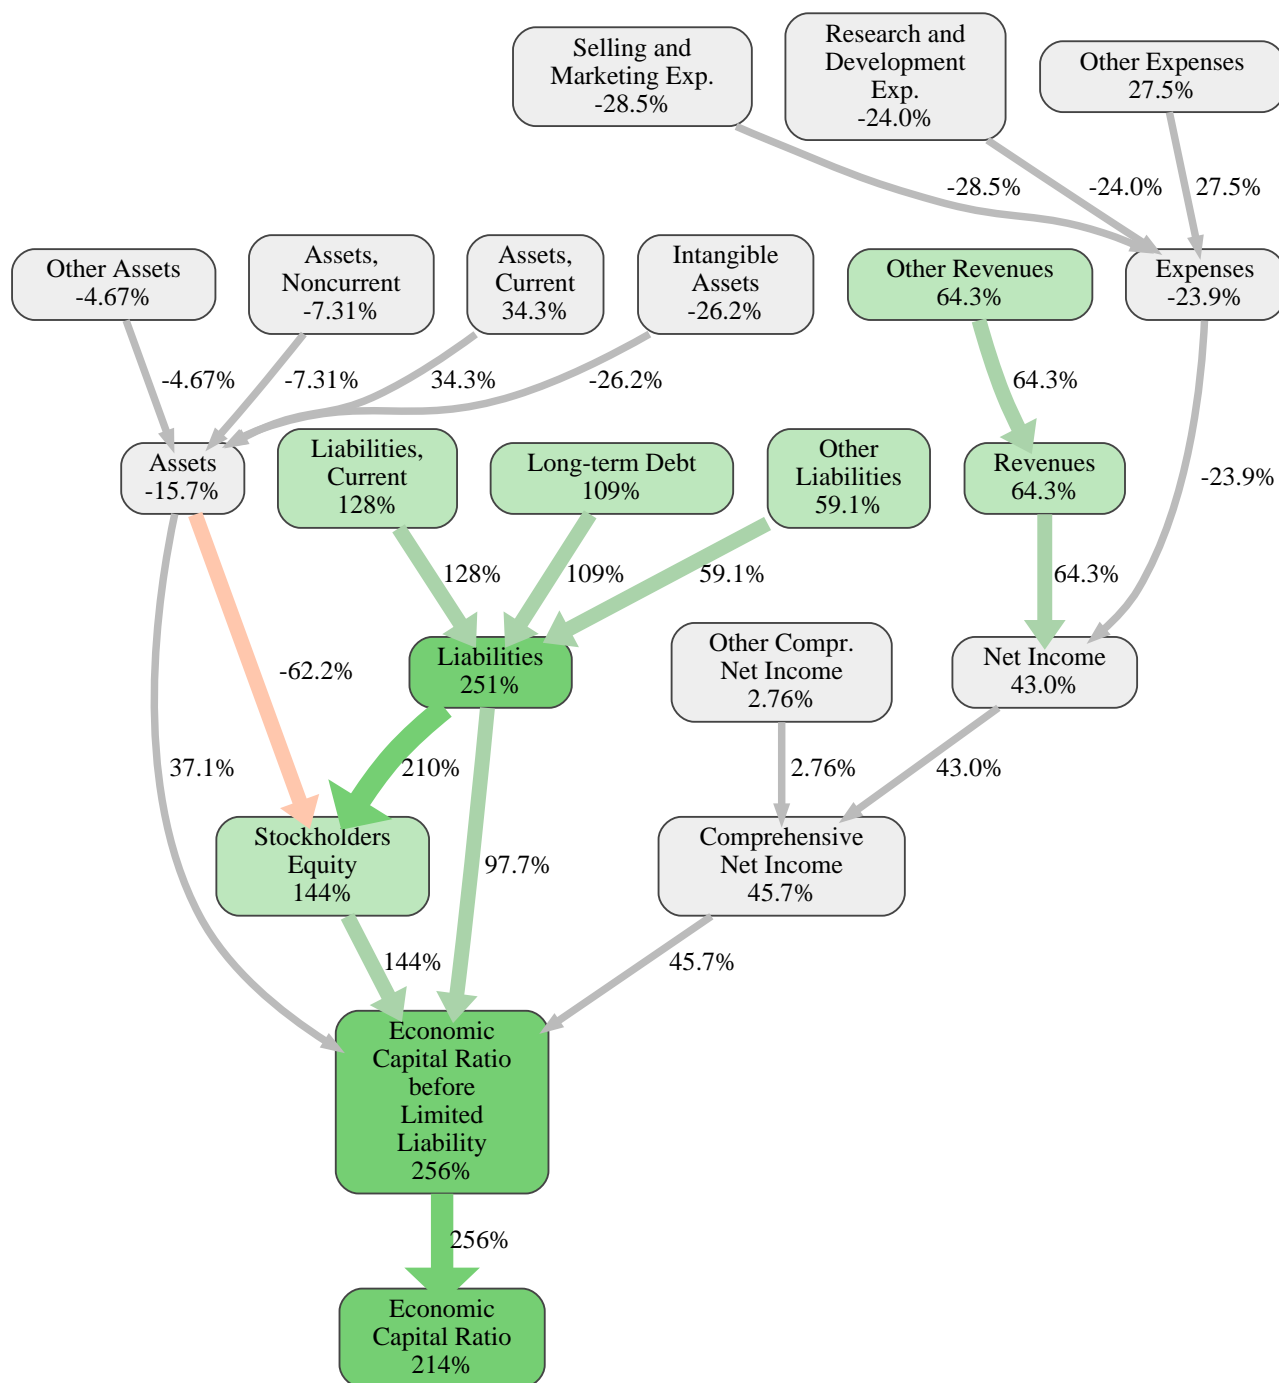 Selling and
Marketing Exp.
-28.5%
Research and
Development
Exp.
-24.0%
Other Expenses
27.5%
-28.5%
-24.0%
27.5%
Other Assets
-4.67%
Assets,
Noncurrent
-7.31%
Assets,
Current
34.3%
Intangible
Assets
-26.2%
Other Revenues
64.3%
Expenses
-23.9%
-4.67%
-7.31%
34.3%
-26.2%
64.3%
Assets
-15.7%
Liabilities,
Current
128%
Long-term Debt
109%
Other
Liabilities
59.1%
Revenues
64.3%
-23.9%
128%
109%
59.1%
64.3%
-62.2%
Liabilities
251%
Other Compr.
Net Income
2.76%
Net Income
43.0%
37.1%
210%
2.76%
43.0%
Stockholders
Equity
144%
97.7%
Comprehensive
Net Income
45.7%
144%
45.7%
Economic
Capital Ratio
before
Limited
Liability
256%
256%
Economic
Capital Ratio
214%